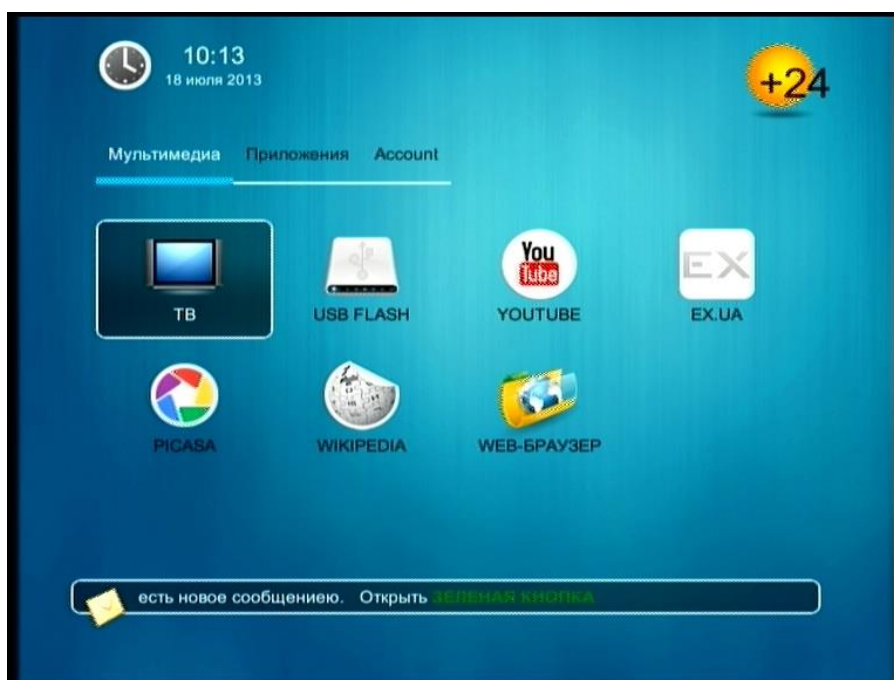 10:13
18 июля 2013
+24
Мультимедиа Приложения Account
You
Tube
EX
ТВ USB FLASH YOUTUBE EX.UA
PICASA WIKIPEDIA WEB-БРАУЗЕР
есть новое сообщениею. Открыть ЗЕЛЕНАЯ КНОПКА